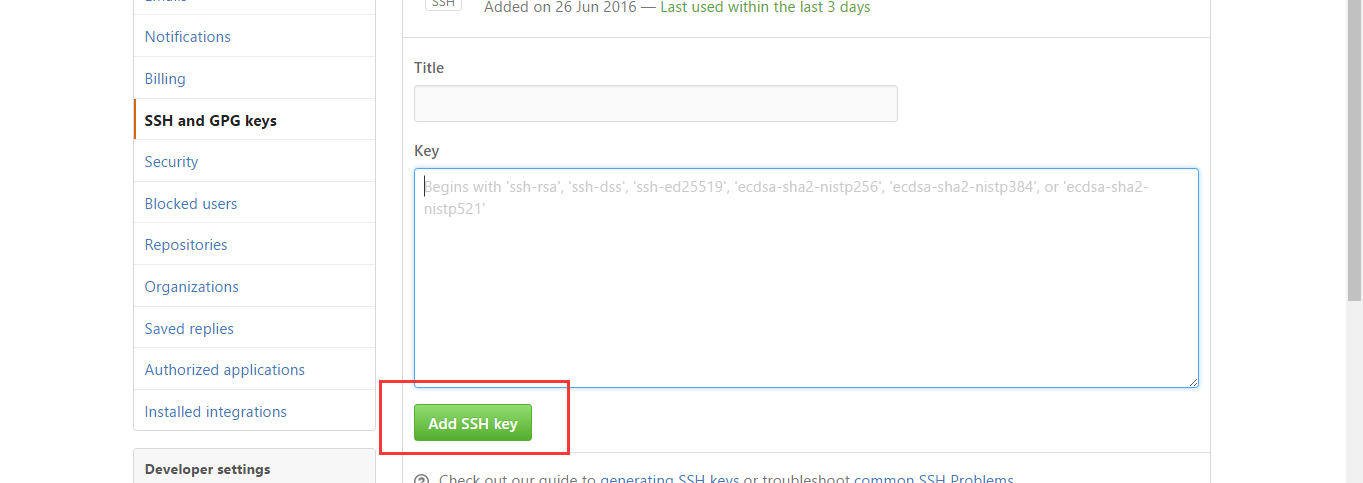 Emails
SSH
Added on 26 Jun 2016 — Last used within the last 3 days
Notifications
Billing
SSH and GPG keys
Security
Blocked users
Repositories
Organizations
Saved replies
Authorized applications
Installed integrations
Developer settings
Title
Key
Begins with 'ssh-rsa', 'ssh-dss', 'ssh-ed25519', 'ecdsa-sha2-nistp256', 'ecdsa-sha2-nistp384', or 'ecdsa-sha2-
nistp521'
Add SSH key
Check out our guide to generating SSH keys or troubleshoot common SSH Problems.